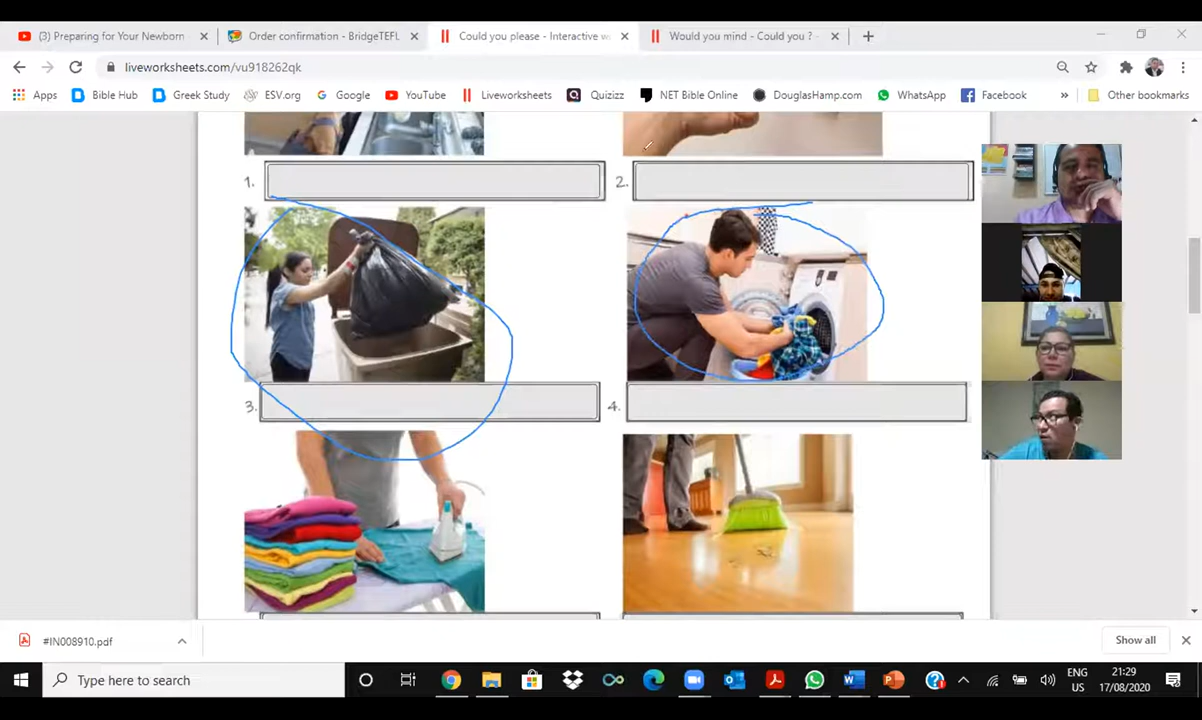 (3) Preparing for Your Newborn
Order confirmation - BridgeTEFL
Could you please - Interactive w
Would you mind - Could you ? -
liveworksheets.com/vu918262qk
Apps
Bible Hub
Greek Study
ESV.org
Google
YouTube
Liveworksheets
Quizizz
NET Bible Online
DouglasHamp.com
WhatsApp
Facebook
»
Other bookmarks
1.
2.
3.
4.
#IN008910.pdf
Show all
Type here to search
ENG
US
21:29
17/08/2020